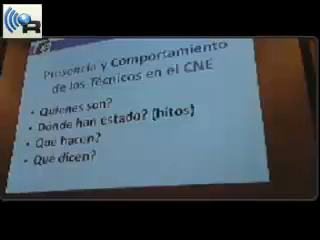 Presencia y Comportamiento
de los Técnicos en el CNE
• Quienes son?
• Donde han estado? (hitos)
• Que hacen?
• Que dicen?